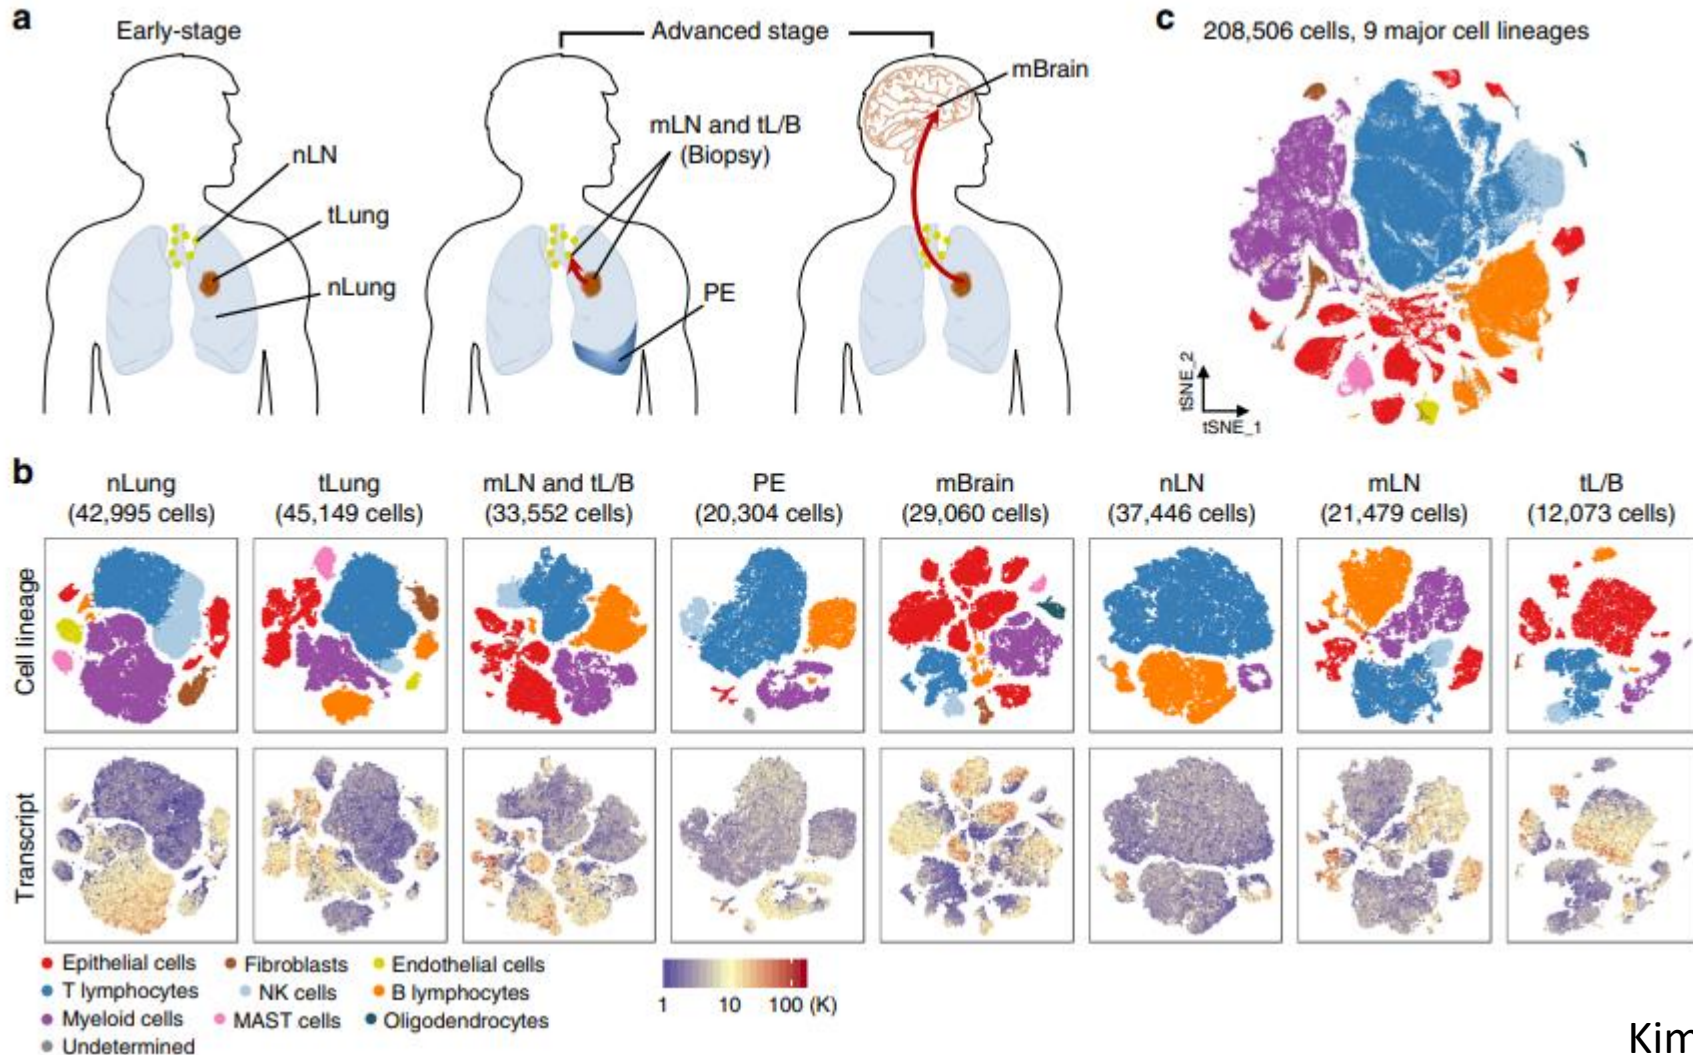 a
Early-stage
Advanced stage
nLN
tLung
nLung
mLN and tL/B
(Biopsy)
PE
mBrain
c
208,506 cells, 9 major cell lineages
tSNE_2
tSNE_1
b
nLung
(42,995 cells)
tLung
(45,149 cells)
mLN and tL/B
(33,552 cells)
PE
(20,304 cells)
mBrain
(29,060 cells)
nLN
(37,446 cells)
mLN
(21,479 cells)
tL/B
(12,073 cells)
Cell lineage
Transcript
Epithelial cells
Fibroblasts
Endothelial cells
T lymphocytes
NK cells
B lymphocytes
Myeloid cells
MAST cells
Oligodendrocytes
Undetermined
1 10 100 (K)
Kim